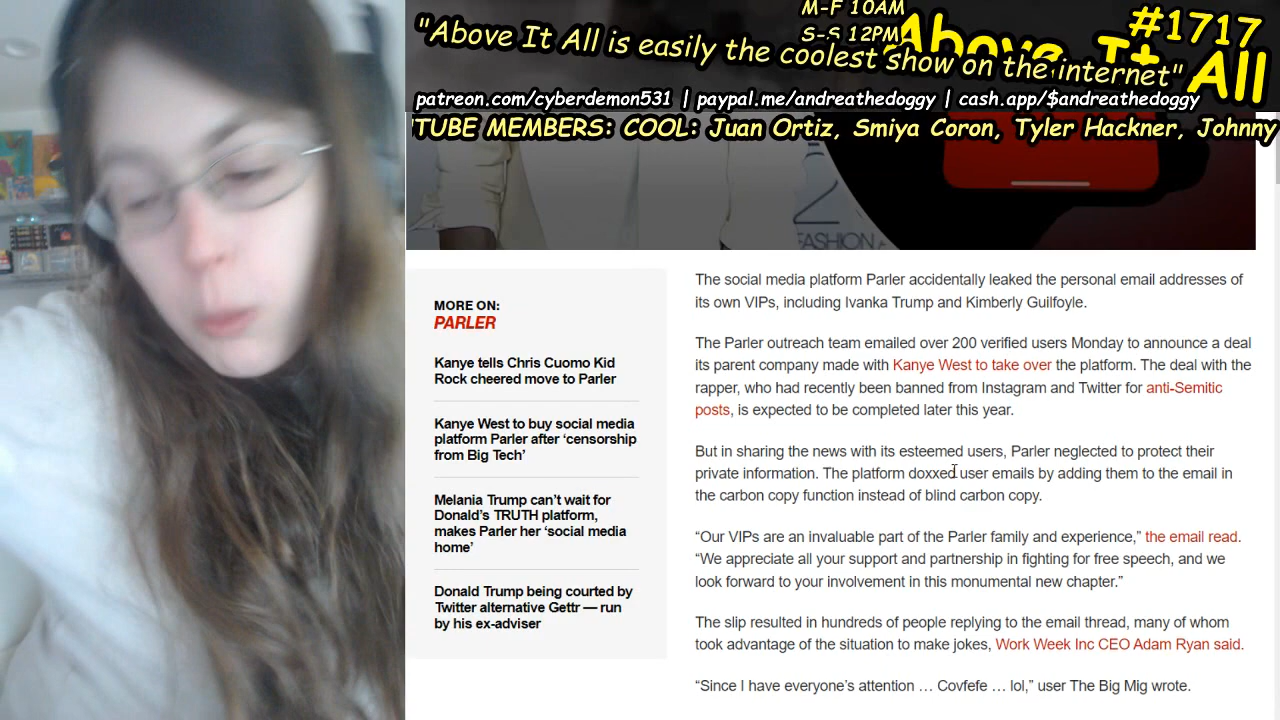 M-F 10AM
S-S 12PM
Above It All
#1717
"Above It All is easily the coolest show on the internet"
patreon.com/cyberdemon531 | paypal.me/andreathedoggy | cash.app/$andreathedoggy
TUBE MEMBERS: COOL: Juan Ortiz, Smiya Coron, Tyler Hackner, Johnny
FASHION
MORE ON:
PARLER
Kanye tells Chris Cuomo Kid
Rock cheered move to Parler
Kanye West to buy social media
platform Parler after ‘censorship
from Big Tech’
Melania Trump can’t wait for
Donald’s TRUTH platform,
makes Parler her ‘social media
home’
Donald Trump being courted by
Twitter alternative Gettr — run
by his ex-adviser
The social media platform Parler accidentally leaked the personal email addresses of
its own VIPs, including Ivanka Trump and Kimberly Guilfoyle.
The Parler outreach team emailed over 200 verified users Monday to announce a deal
its parent company made with Kanye West to take over the platform. The deal with the
rapper, who had recently been banned from Instagram and Twitter for anti-Semitic
posts, is expected to be completed later this year.
But in sharing the news with its esteemed users, Parler neglected to protect their
private information. The platform doxxed user emails by adding them to the email in
the carbon copy function instead of blind carbon copy.
“Our VIPs are an invaluable part of the Parler family and experience,” the email read.
“We appreciate all your support and partnership in fighting for free speech, and we
look forward to your involvement in this monumental new chapter.”
The slip resulted in hundreds of people replying to the email thread, many of whom
took advantage of the situation to make jokes, Work Week Inc CEO Adam Ryan said.
“Since I have everyone’s attention … Covfefe … lol,” user The Big Mig wrote.